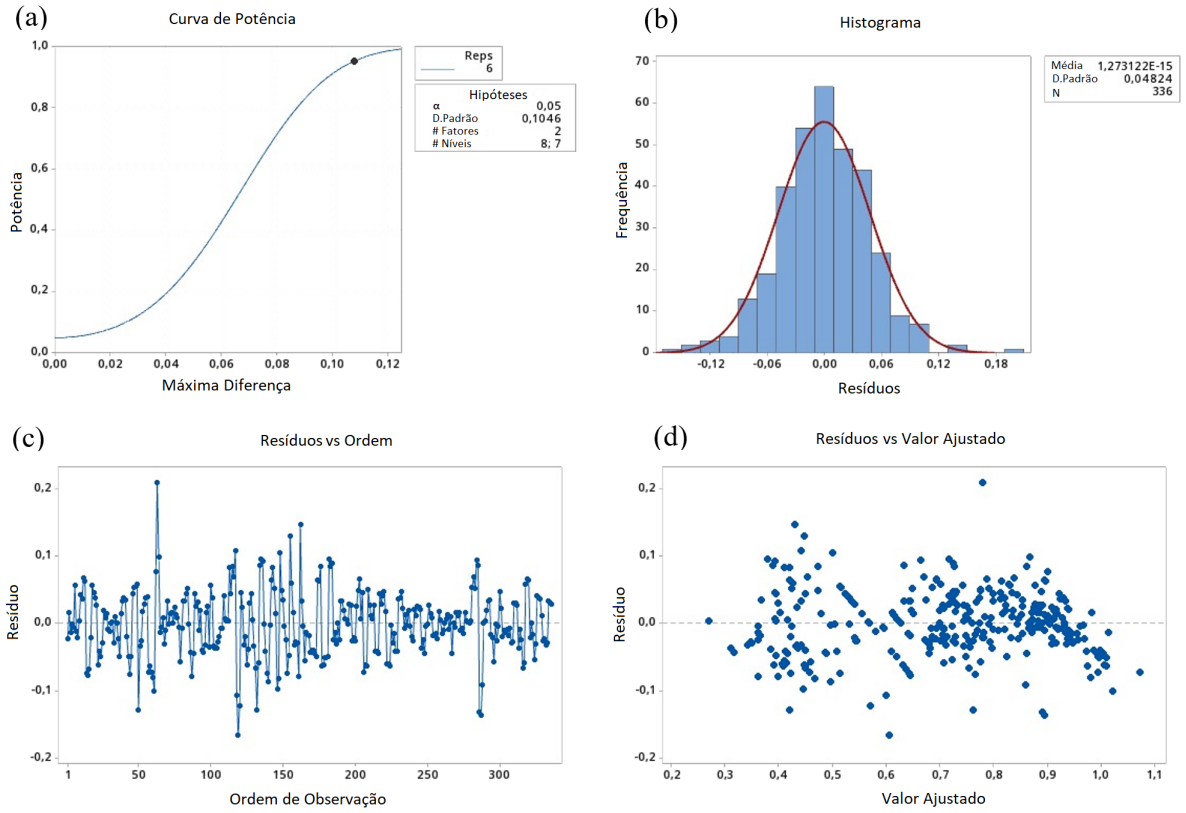 (a)
Curva de Potência
1,0
0,8
0,6
0,4
0,2
0,0
Potência
0,00 0,02 0,04 0,06 0,08 0,10 0,12
Máxima Diferença
Reps
6
Hipóteses
α 0,05
D.Padrão 0,1046
# Fatores 2
# Níveis 8; 7
(b)
Histograma
70
60
50
40
30
20
10
0
Frequência
-0,12 -0,06 0,00 0,06 0,12 0,18
Resíduos
Média 1,273122E-15
D.Padrão 0,04824
N 336
(c)
Resíduos vs Ordem
0,2
0,1
0,0
-0,1
-0,2
Resíduo
1 50 100 150 200 250 300
Ordem de Observação
(d)
Resíduos vs Valor Ajustado
0,2
0,1
0,0
-0,1
-0,2
Resíduo
0,2 0,3 0,4 0,5 0,6 0,7 0,8 0,9 1,0 1,1
Valor Ajustado